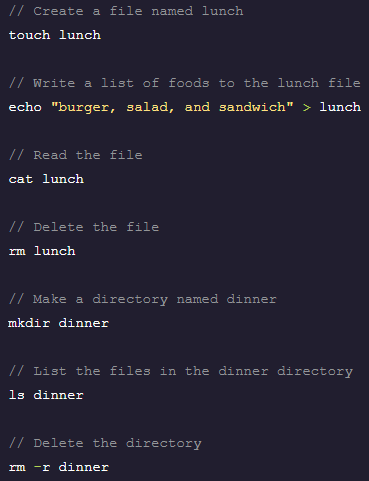 // Create a file named lunch
touch lunch
// Write a list of foods to the lunch file
echo "burger, salad, and sandwich" > lunch
// Read the file
cat lunch
// Delete the file
rm lunch
// Make a directory named dinner
mkdir dinner
// List the files in the dinner directory
ls dinner
// Delete the directory
rm -r dinner